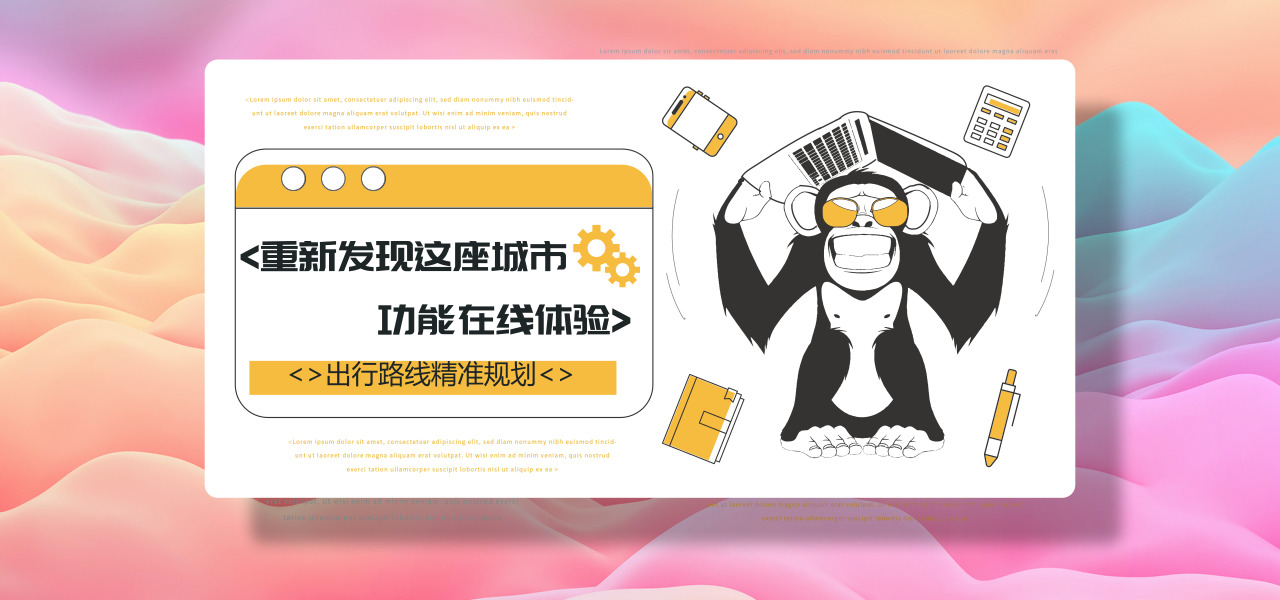 Lorem ipsum dolor sit amet, consectetuer adipiscing elit, sed diam nonummy nibh euismod tincidunt ut laoreet dolore magna aliquam erat
<Lorem ipsum dolor sit amet, consectetuer adipiscing elit, sed diam nonummy nibh euismod tincid-
unt ut laoreet dolore magna aliquam erat volutpat. Ut wisi enim ad minim veniam, quis nostrud
exerci tation ullamcorper suscipit lobortis nisl ut aliquip ex ea >
<重新发现这座城市
功能在线体验>
<>出行路线精准规划<>
<Lorem ipsum dolor sit amet, consectetuer adipiscing elit, sed diam nonummy nibh euismod tincid-
unt ut laoreet dolore magna aliquam erat volutpat. Ut wisi enim ad minim veniam, quis nostrud
exerci tation ullamcorper suscipit lobortis nisl ut aliquip ex ea >